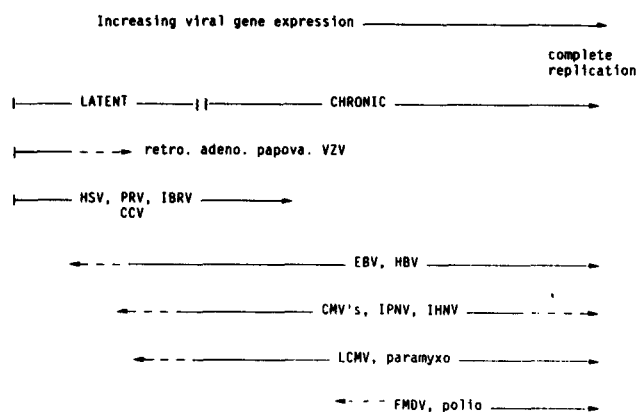 Increasing viral gene expression
complete
replication
LATENT CHRONIC
retro. adeno. papova. VZV
HSV, PRV, IBRV
CCV
EBV, HBV
CMV's, IPNV, IHNV
LCMV, paramyxo
FMDV, polio